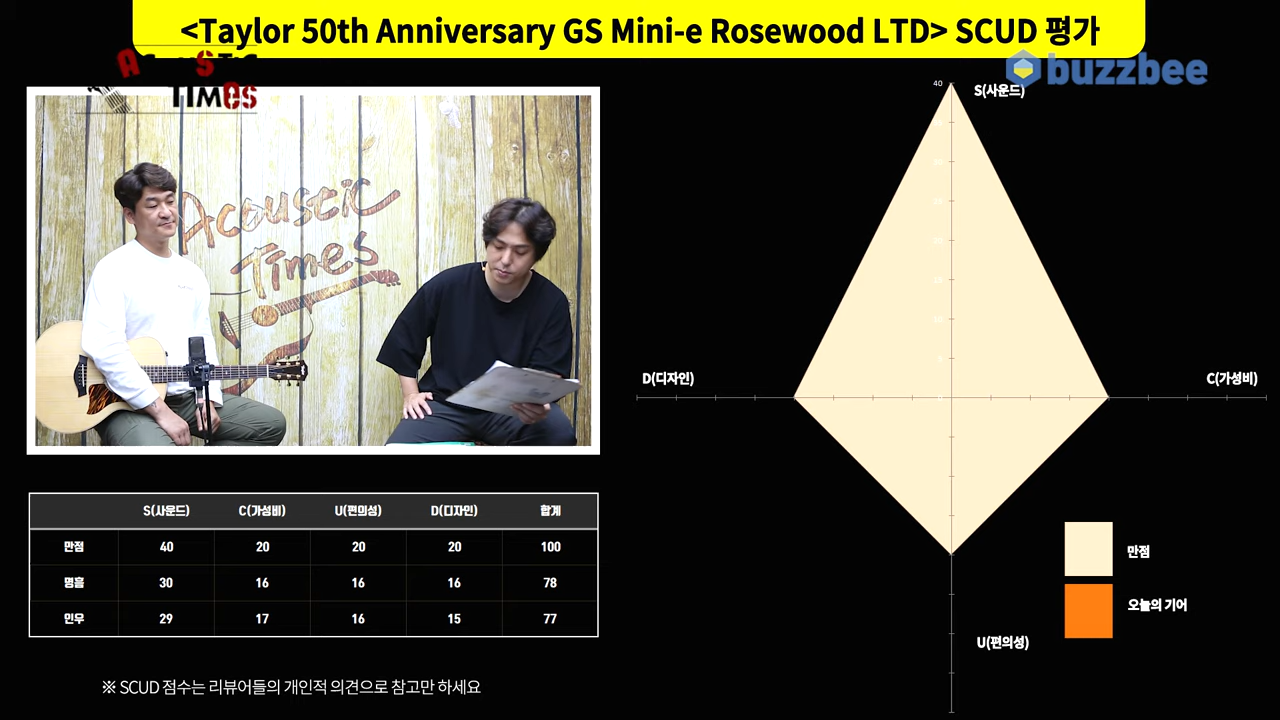 <Taylor 50th Anniversary GS Mini-e Rosewood LTD> SCUD 평가
AcouSTic
TIMes
buzzbee
Acoustic
Times
40
S(사운드)
D(디자인)
C(가성비)
U(편의성)
만점
오늘의 기어
S(사운드) C(가성비) U(편의성) D(디자인) 합계
만점 40 20 20 20 100
명흠 30 16 16 16 78
민우 29 17 16 15 77
※ SCUD 점수는 리뷰어들의 개인적 의견으로 참고만 하세요